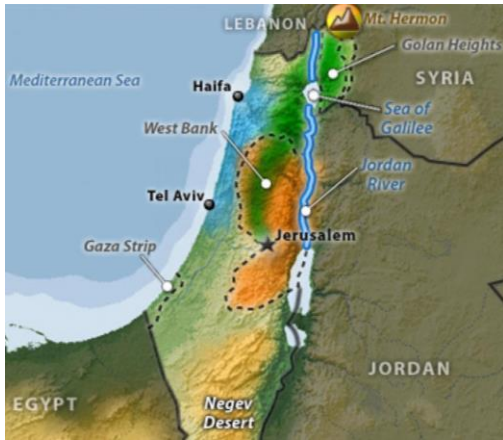 LEBANON
Mt. Hermon
Golan Heights
Mediterranean Sea
Haifa
SYRIA
Sea of
Galilee
West Bank
Jordan
River
Tel Aviv
Jerusalem
Gaza Strip
JORDAN
EGYPT
Negev
Desert